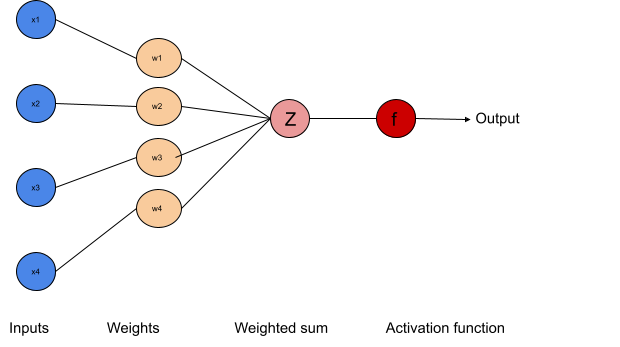 x1
w1
x2
w2
Z
f
Output
w3
x3
w4
x4
Inputs
Weights
Weighted sum
Activation function